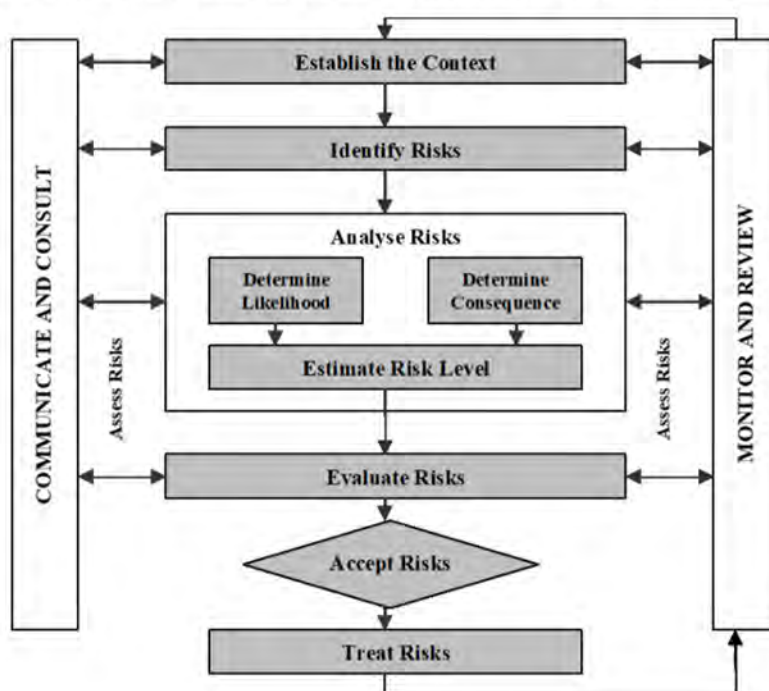 Establish the Context
Identify Risks
Analyse Risks
Determine
Likelihood
Determine
Consequence
Estimate Risk Level
Evaluate Risks
Accept Risks
Treat Risks
COMMUNICATE AND CONSULT
Assess Risks
Assess Risks
MONITOR AND REVIEW